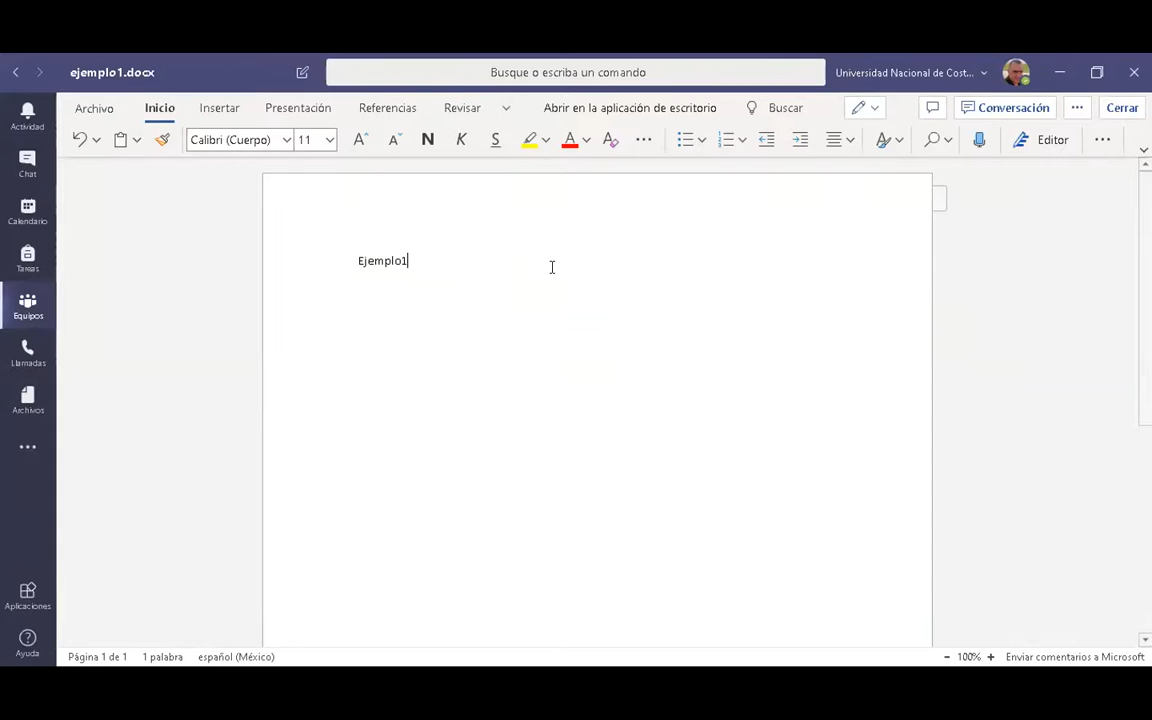 ejemplo1.docx
Busque o escriba un comando
Universidad Nacional de Cost...
Archivo Inicio Insertar Presentación Referencias Revisar Abrir en la aplicación de escritorio Buscar Conversación Cerrar
Calibri (Cuerpo) 11 N K S A Editor
Actividad
Chat
Calendario
Tareas
Equipos
Llamadas
Archivos
Aplicaciones
Ayuda
Ejemplo1
Página 1 de 1 1 palabra español (México) 100% Enviar comentarios a Microsoft